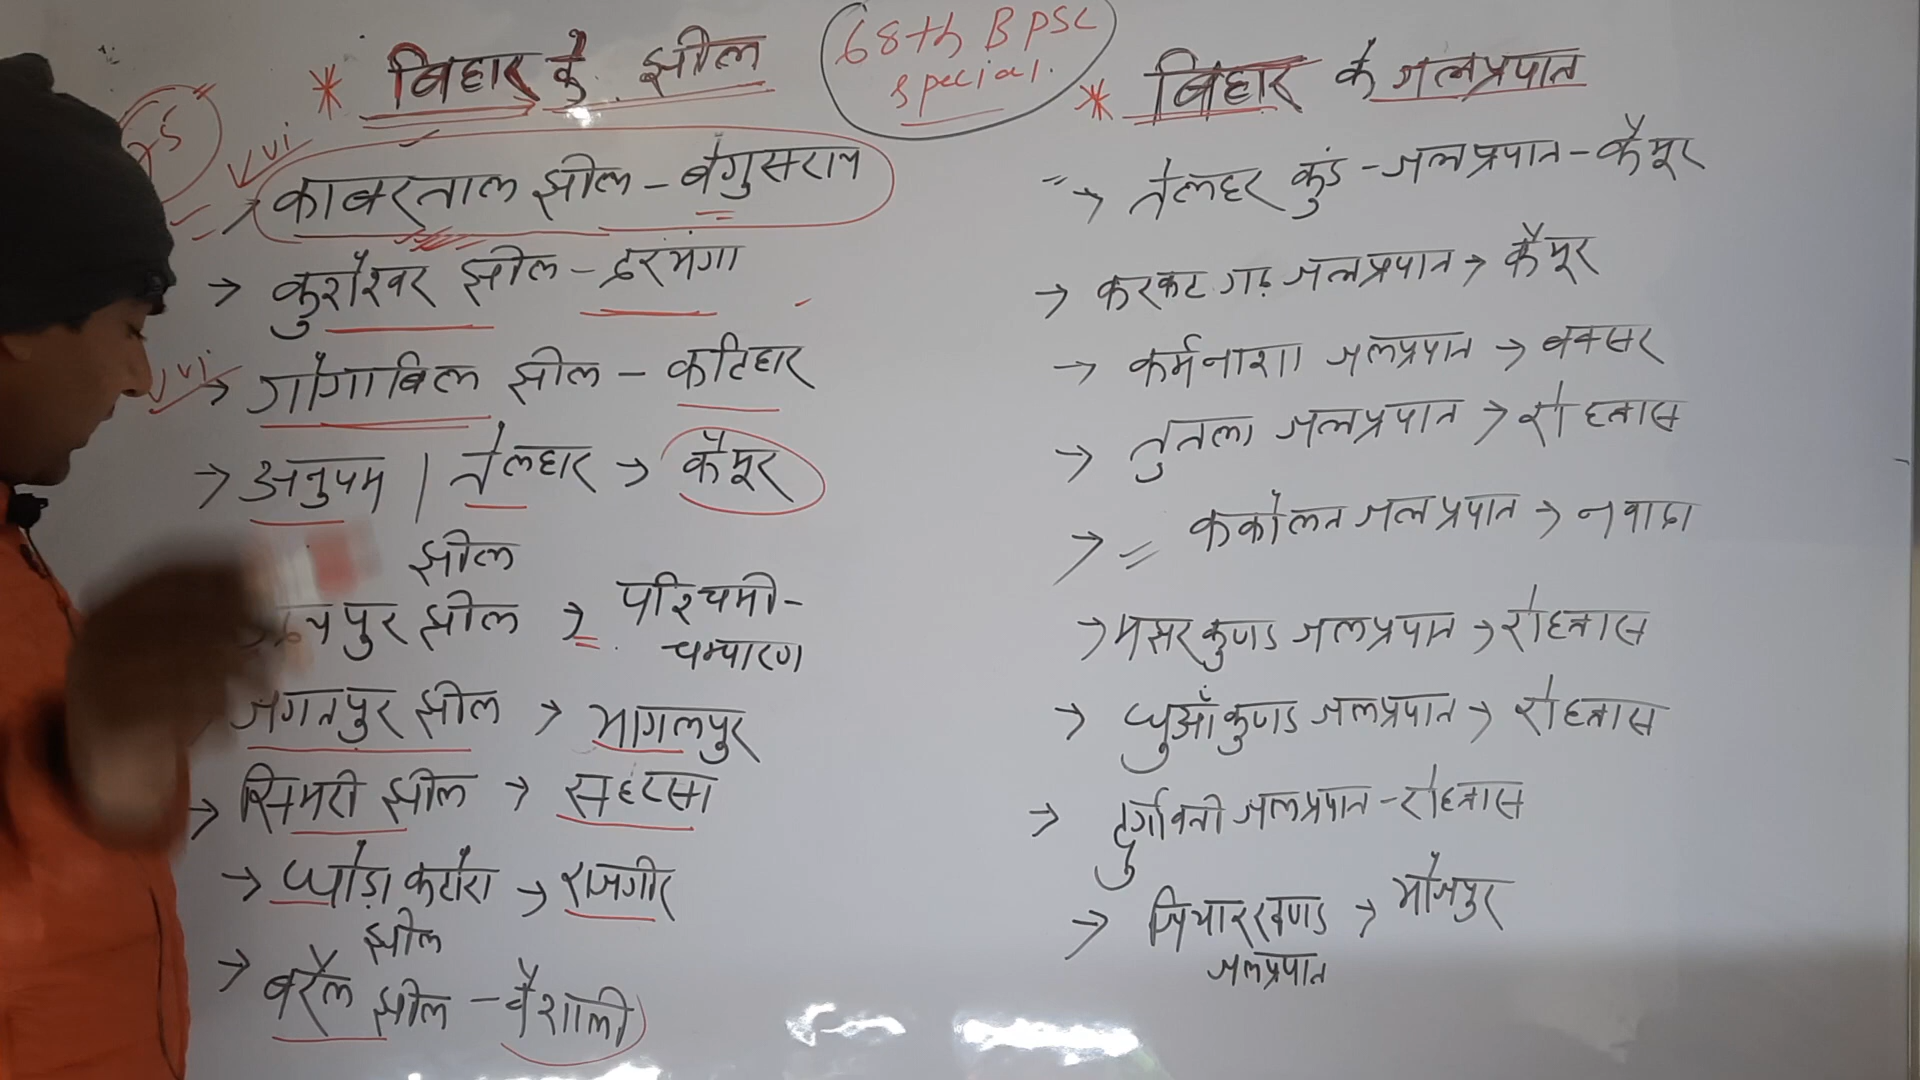 * बिहार के झील
68th BPSC
special.
vvi
→ काबरताल झील - बेगुसराय
→ कुशेश्वर झील - दरभंगा
vvi
→ गोगाबिल झील - कटिहार
→ अनुपम / तेलहार → कैमूर
झील
झील → पश्चिमी -
चम्पारण
जगतपुर झील → भागलपुर
→ सिमरी झील → सहरसा
→ घोड़ा कटोरा → राजगीर
झील
→ बरैल झील - वैशाली
* बिहार के जलप्रपात
→ तेलहर कुंड - जलप्रपात - कैमूर
→ करकट गढ़ जलप्रपात → कैमूर
→ कर्मनाशा जलप्रपात → बक्सर
→ तुतला जलप्रपात → रोहतास
→ = ककोलत जलप्रपात → नवादा
→ मसरकुण्ड जलप्रपात → रोहतास
→ धुआँकुण्ड जलप्रपात → रोहतास
→ दुर्गावती जलप्रपात - रोहतास
→ जियारखण्ड → भोजपुर
जलप्रपात